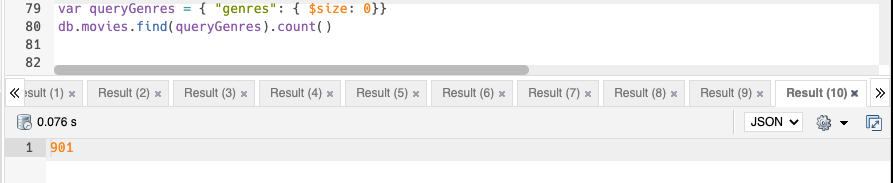 79 var queryGenres = { "genres": { $size: 0}}
80 db.movies.find(queryGenres).count()
81
82
« esult (1) × Result (2) × Result (3) × Result (4) × Result (5) × Result (6) × Result (7) × Result (8) × Result (9) × Result (10) × »
0.076 s JSON
1 901